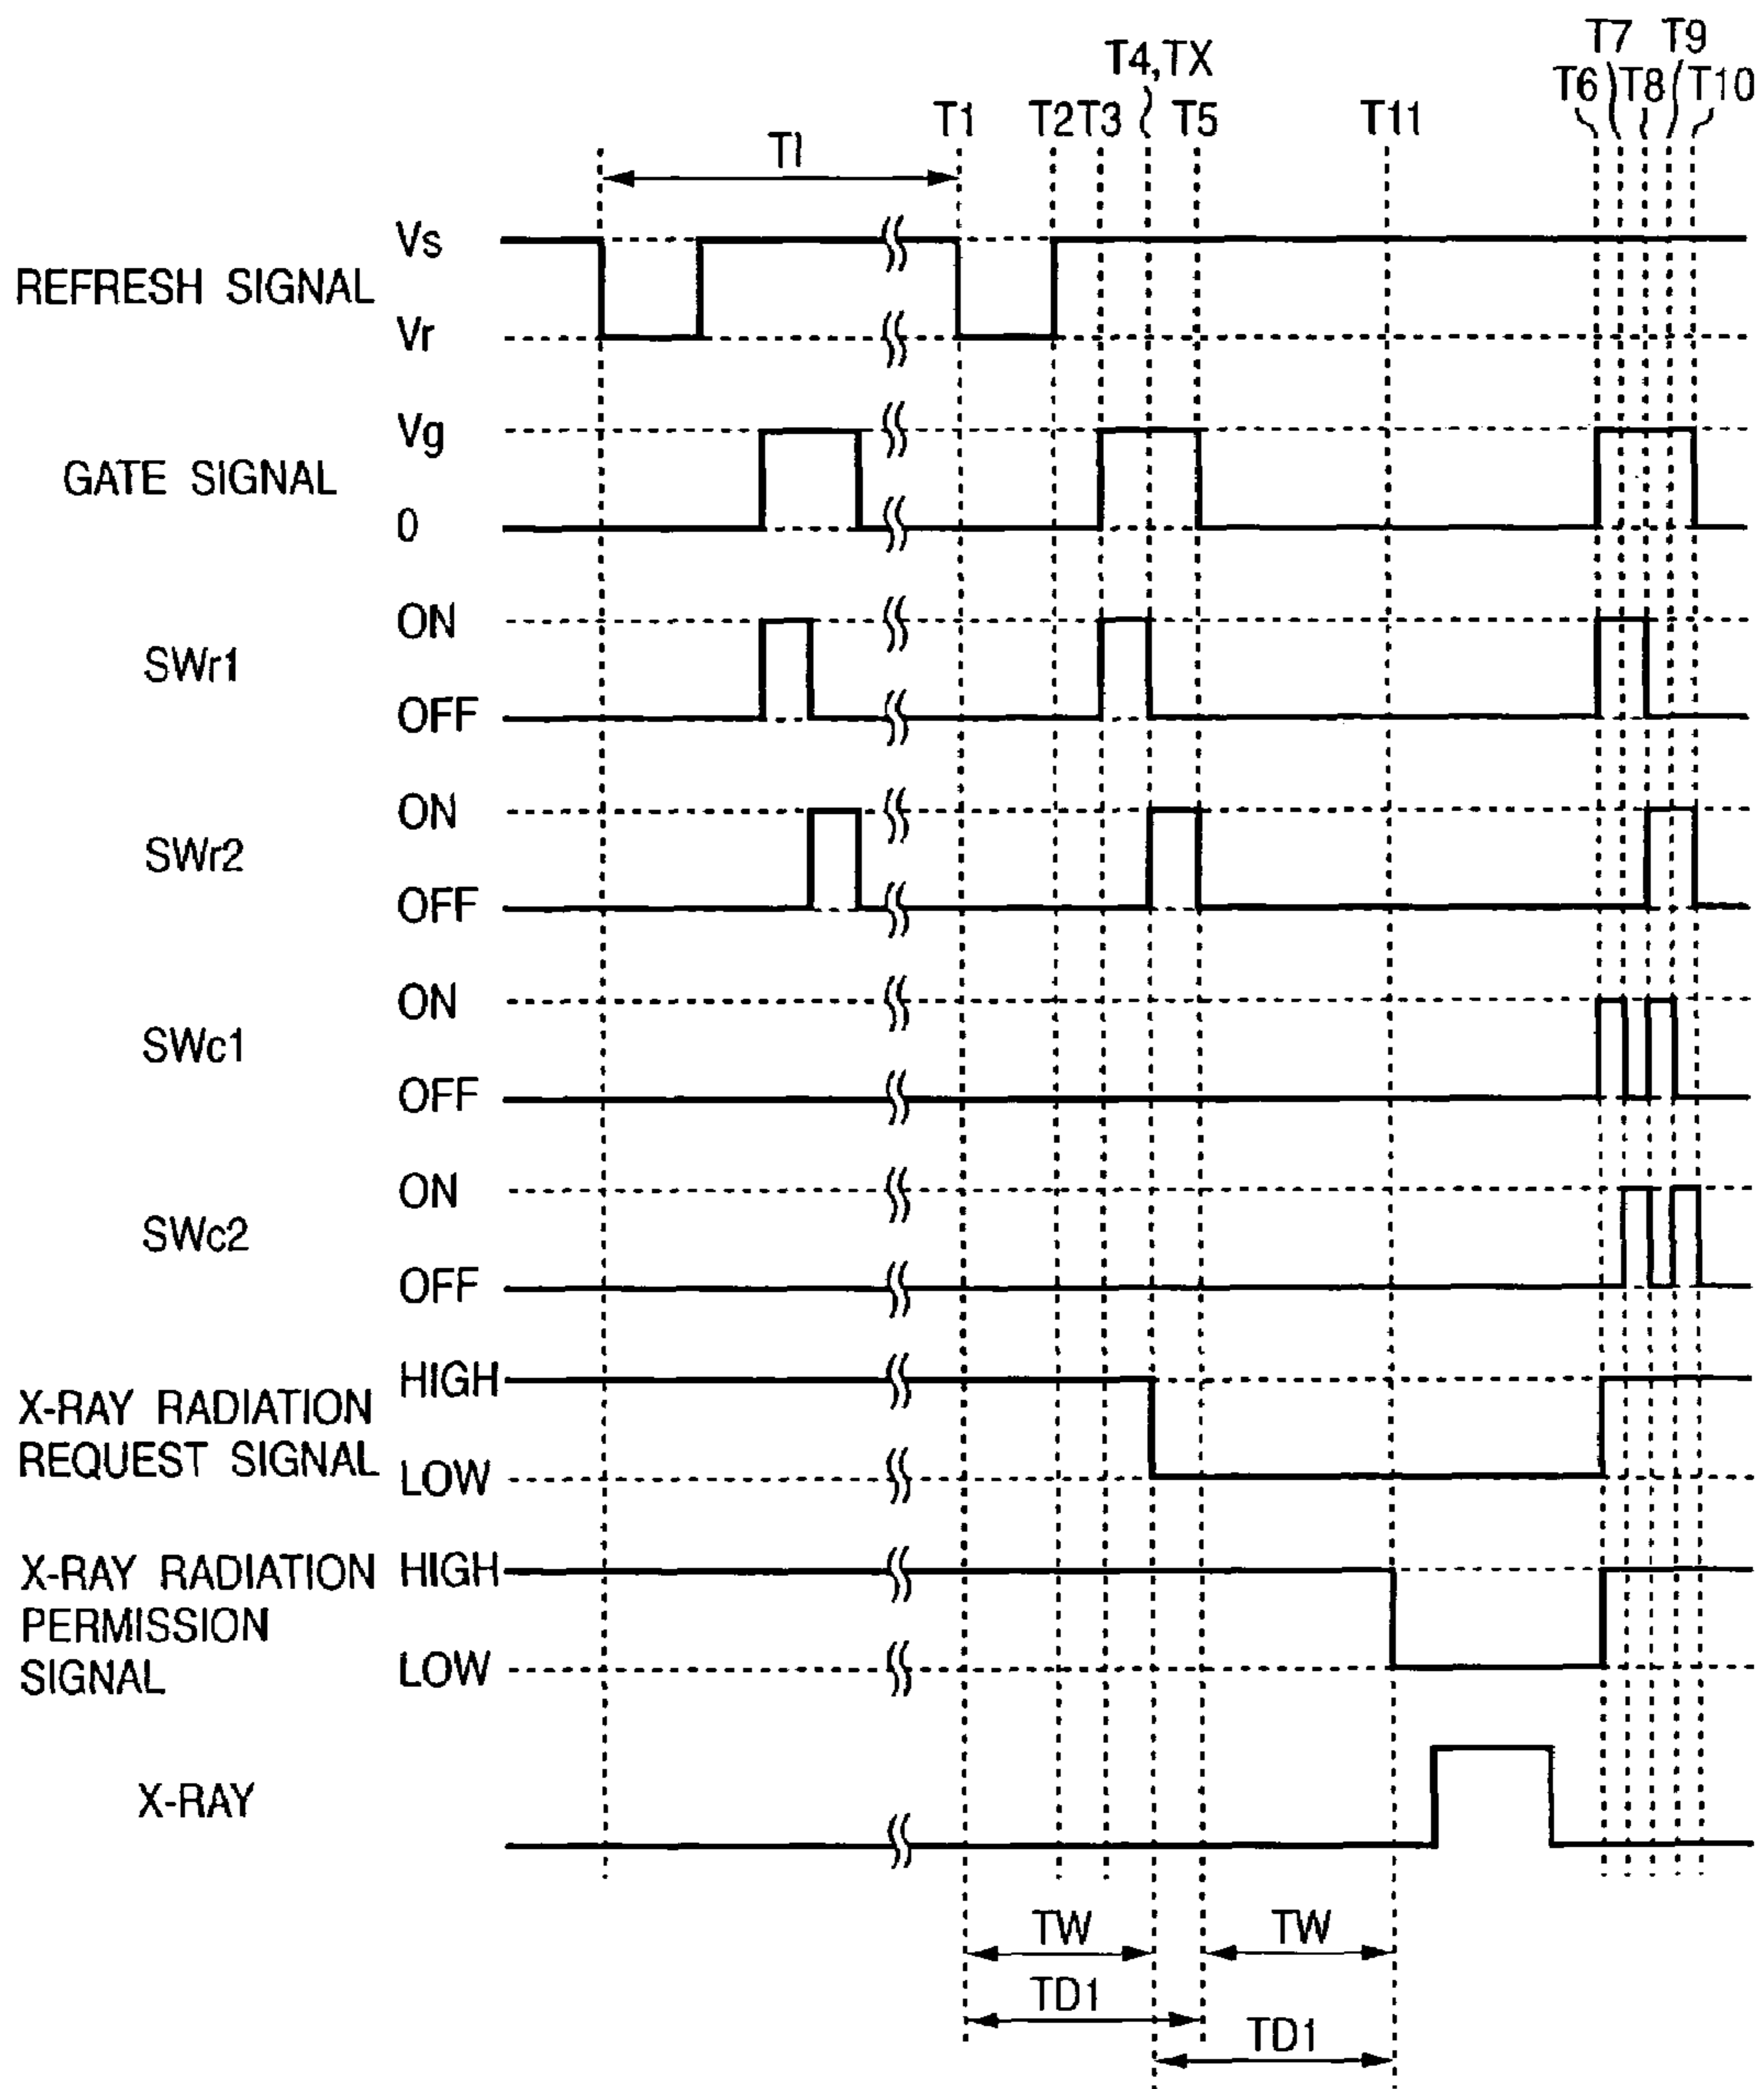 T7 T9
T4,TX T6 T8 T10
T1 T2 T3 T5 T11
TI
Vs
REFRESH SIGNAL
Vr
Vg
GATE SIGNAL
0
ON
SWr1
OFF
ON
SWr2
OFF
ON
SWc1
OFF
ON
SWc2
OFF
HIGH
X-RAY RADIATION
REQUEST SIGNAL
LOW
X-RAY RADIATION HIGH
PERMISSION
SIGNAL LOW
X-RAY
TW TW
TD1
TD1